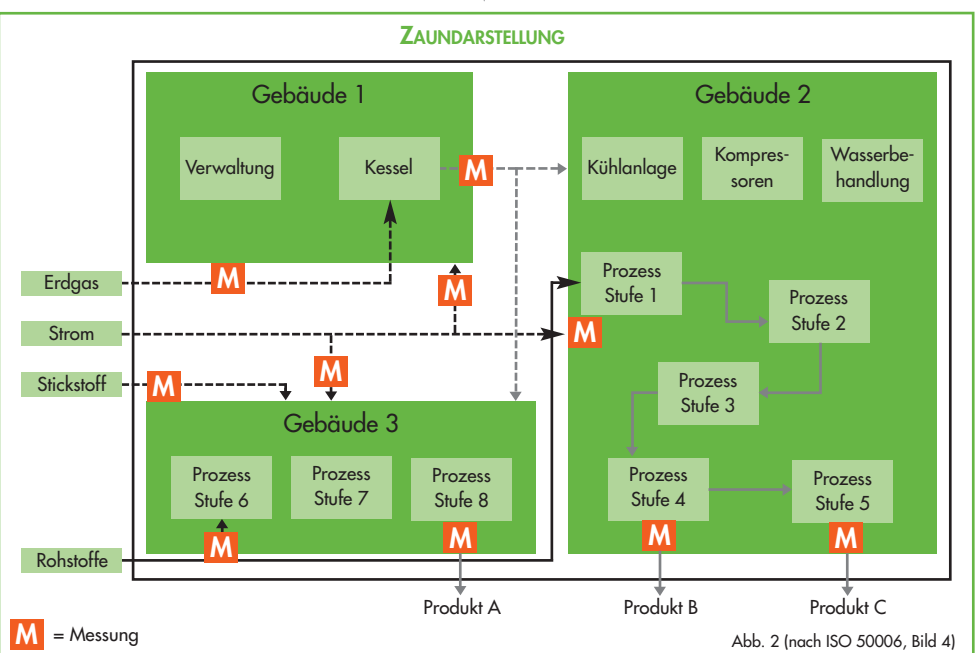 ZAUNDARSTELLUNG
Gebäude 1
Verwaltung
Kessel
M
Gebäude 2
Kühlanlage
Kompres-
soren
Wasserbe-
handlung
Erdgas
M
M
Strom
M
M
Stickstoff
M
Prozess
Stufe 1
Prozess
Stufe 2
Prozess
Stufe 3
Prozess
Stufe 4
M
Prozess
Stufe 5
M
Gebäude 3
Prozess
Stufe 6
M
Prozess
Stufe 7
Prozess
Stufe 8
M
Rohstoffe
Produkt A
Produkt B
Produkt C
M = Messung
Abb. 2 (nach ISO 50006, Bild 4)